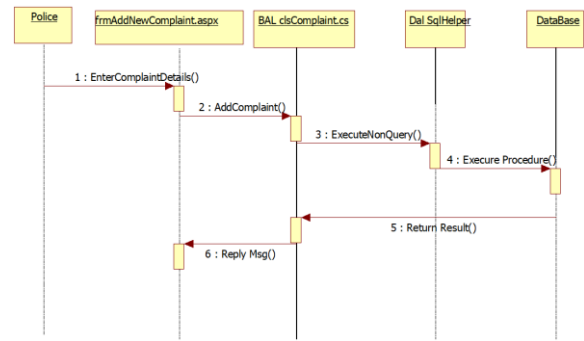 Police
frmAddNewComplaint.aspx
BAL clsComplaint.cs
Dal SqlHelper
DataBase
1 : EnterComplaintDetails()
2 : AddComplaint()
3 : ExecuteNonQuery()
4 : Execure Procedure()
5 : Return Result()
6 : Reply Msg()